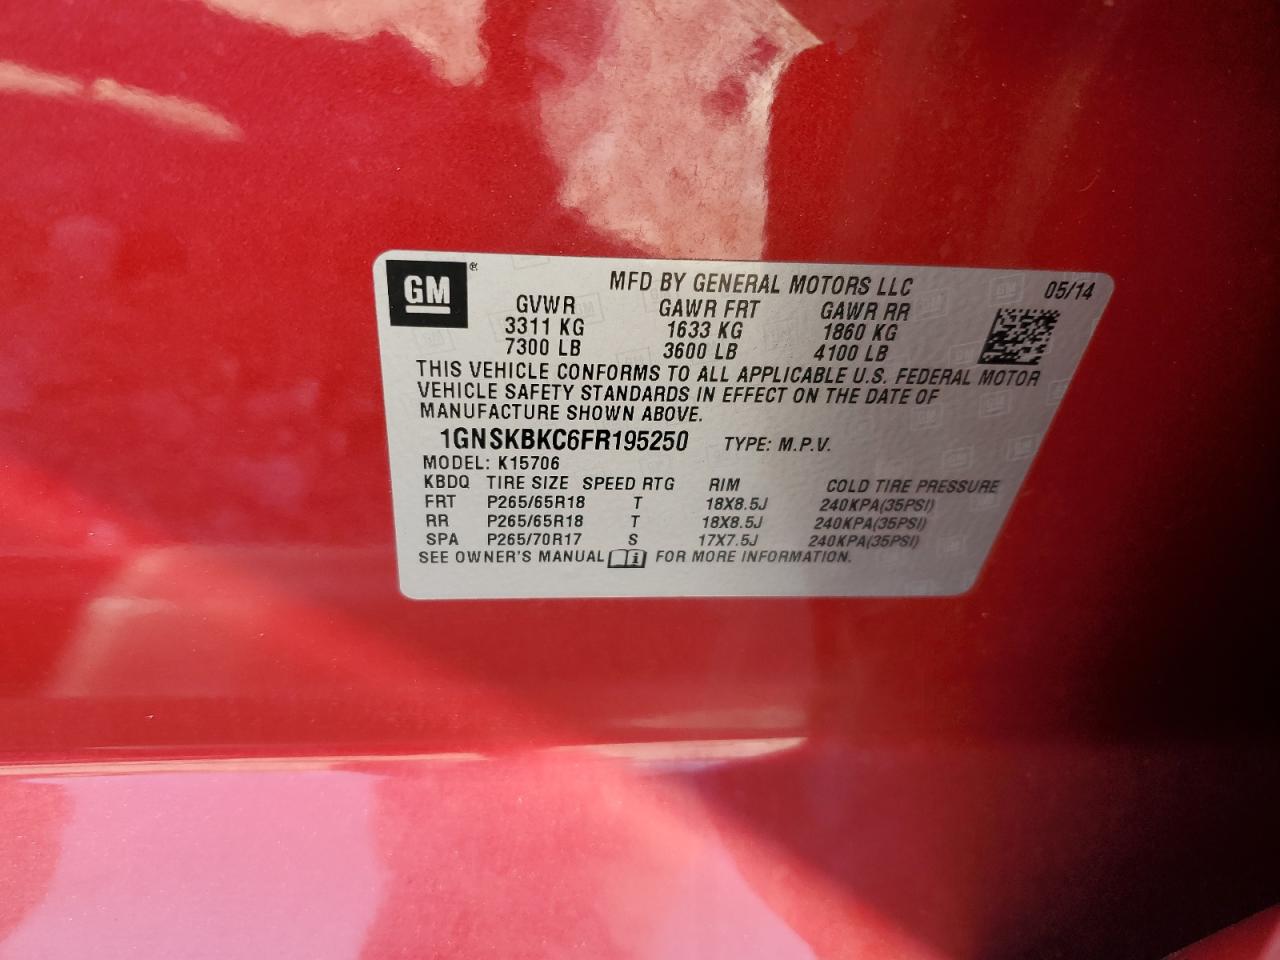 GM ® MFD BY GENERAL MOTORS LLC 05/14
GVWR GAWR FRT GAWR RR
3311 KG 1633 KG 1860 KG
7300 LB 3600 LB 4100 LB
THIS VEHICLE CONFORMS TO ALL APPLICABLE U.S. FEDERAL MOTOR
VEHICLE SAFETY STANDARDS IN EFFECT ON THE DATE OF
MANUFACTURE SHOWN ABOVE.
1GNSKBKC6FR195250 TYPE: M.P.V.
MODEL: K15706
KBDQ TIRE SIZE SPEED RTG RIM COLD TIRE PRESSURE
FRT P265/65R18 T 18X8.5J 240KPA(35PSI)
RR P265/65R18 T 18X8.5J 240KPA(35PSI)
SPA P265/70R17 S 17X7.5J 240KPA(35PSI)
SEE OWNER'S MANUAL i FOR MORE INFORMATION.